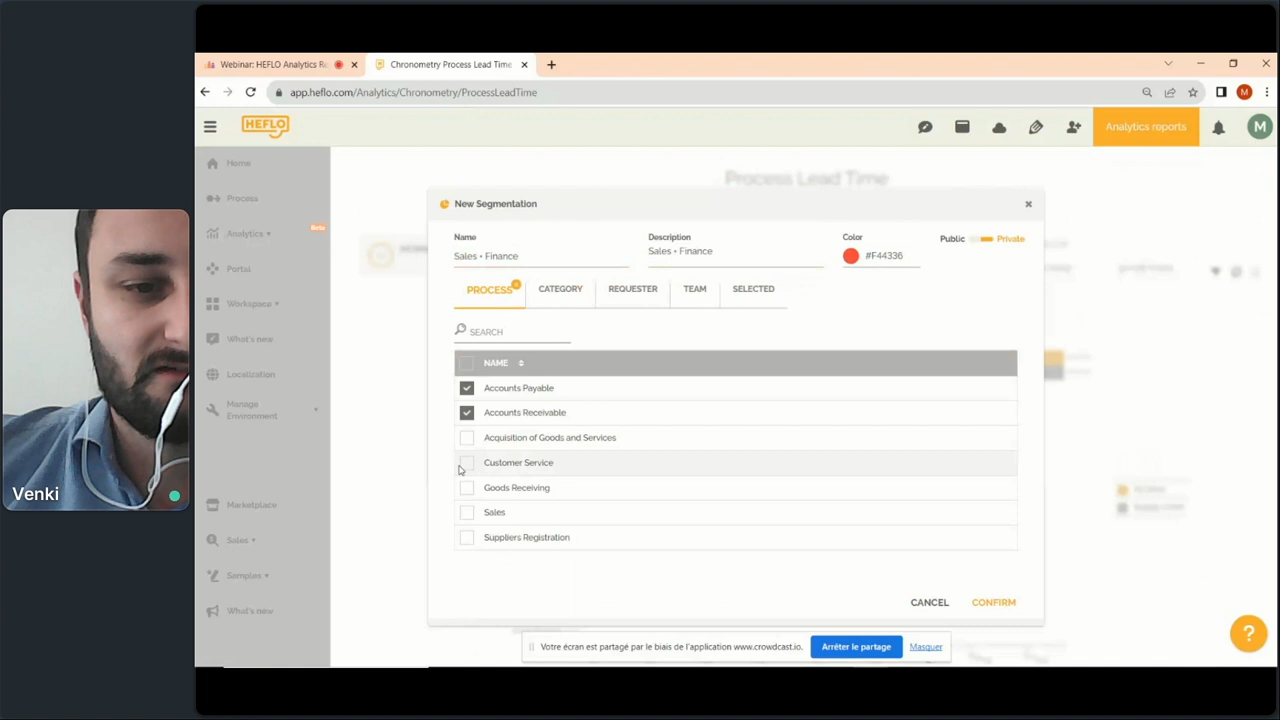 Webinar: HEFLO Analytics Re
Chronometry Process Lead Time
app.heflo.com/Analytics/Chronometry/ProcessLeadTime
M
HEFLO
Analytics reports
M
Home
Process
Analytics
Beta
Portal
Workspace
What's new
Localization
Manage
Environment
Marketplace
Sales
Samples
What's new
Process Lead Time
New Segmentation
Name
Description
Color
Public
Private
Sales • Finance
Sales • Finance
#F44336
PROCESS
CATEGORY
REQUESTER
TEAM
SELECTED
SEARCH
NAME
Accounts Payable
Accounts Receivable
Acquisition of Goods and Services
Customer Service
Goods Receiving
Sales
Suppliers Registration
CANCEL
CONFIRM
Votre écran est partagé par le biais de l'application www.crowdcast.io.
Arrêter le partage
Masquer
?
Venki